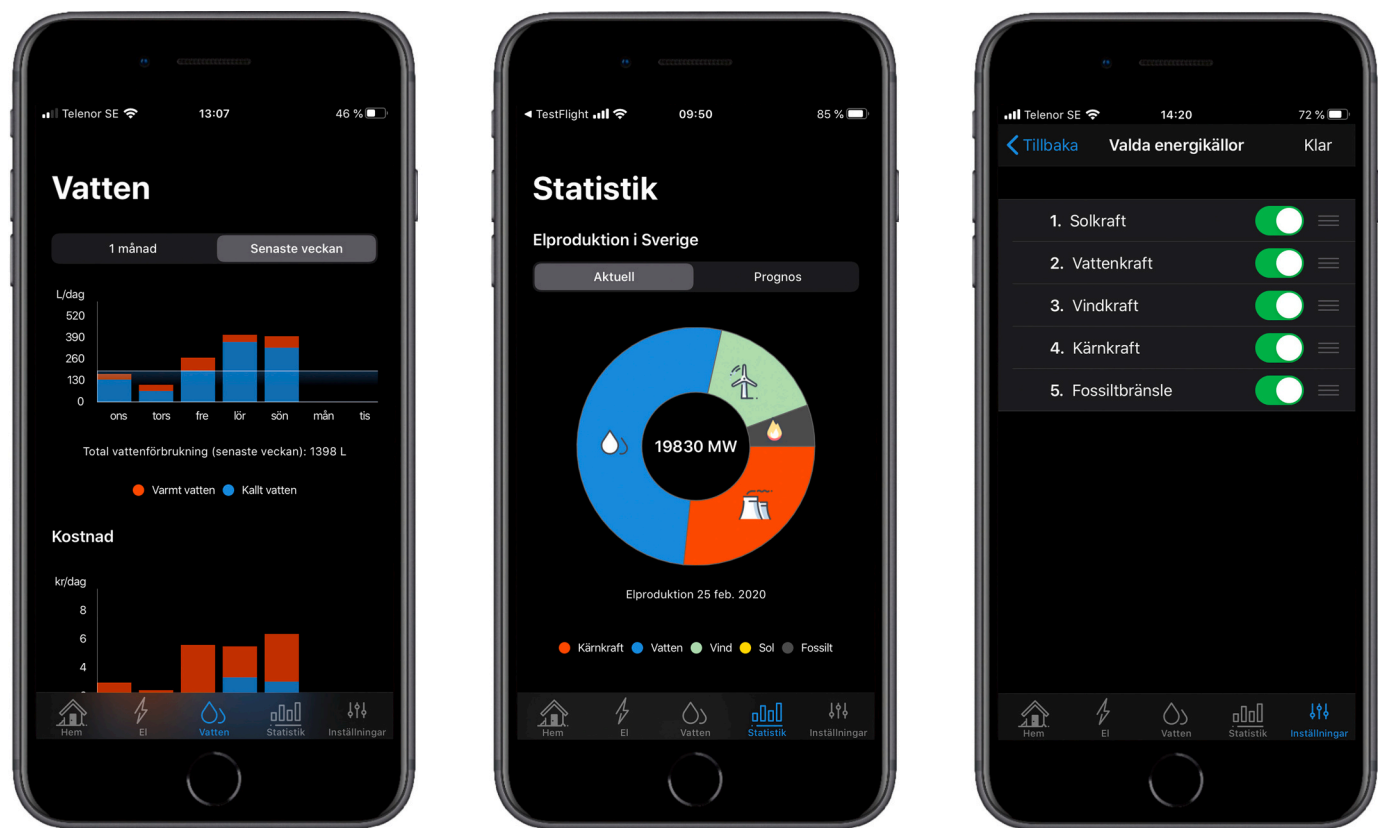 Telenor SE 13:07 46 %
Vatten
1 månad Senaste veckan
L/dag
520
390
260
130
0
ons tors fre lör sön mån tis
Total vattenförbrukning (senaste veckan): 1398 L
Varmt vatten Kallt vatten
Kostnad
kr/dag
8
6
4
Hem El Vatten Statistik Inställningar
TestFlight 09:50 85 %
Statistik
Elproduktion i Sverige
Aktuell Prognos
19830 MW
Elproduktion 25 feb. 2020
Kärnkraft Vatten Vind Sol Fossilt
Hem El Vatten Statistik Inställningar
Telenor SE 14:20 72 %
Tillbaka Valda energikällor Klar
1. Solkraft
2. Vattenkraft
3. Vindkraft
4. Kärnkraft
5. Fossiltbränsle
Hem El Vatten Statistik Inställningar